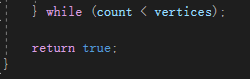 } while (count < vertices);
return true;
}